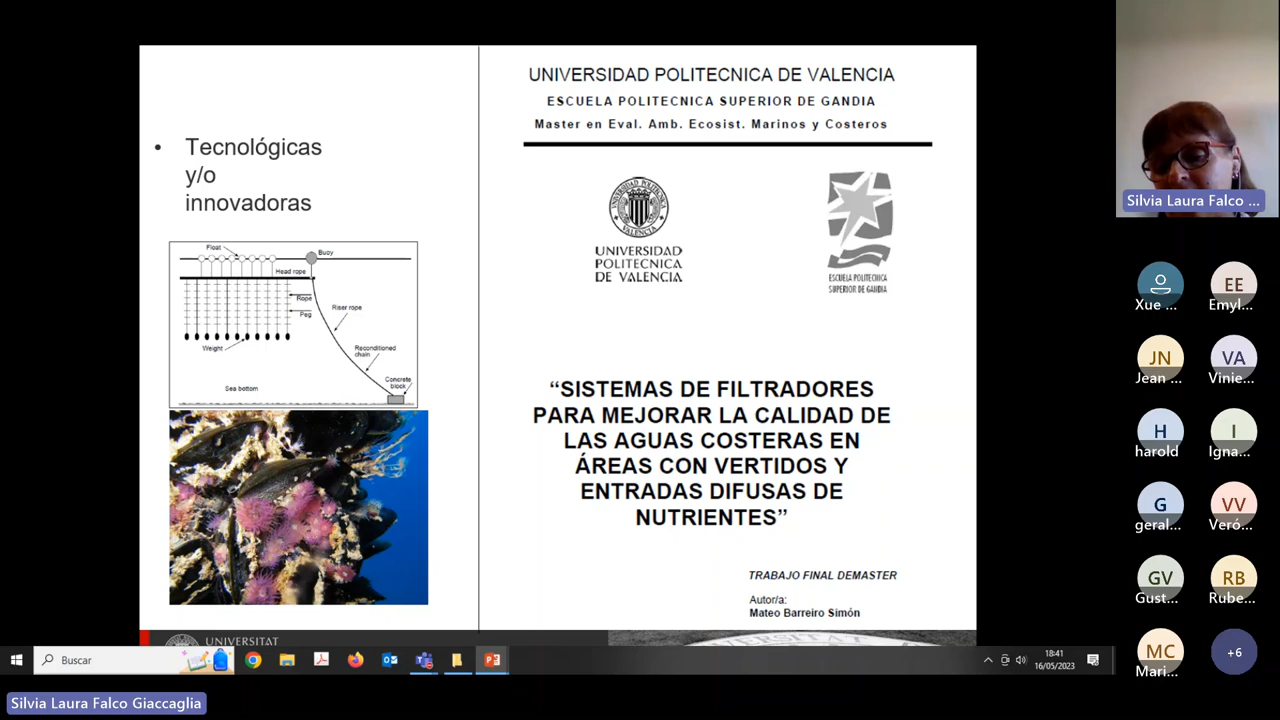 • Tecnológicas
y/o
innovadoras
Float
Buoy
Head rope
Rope
Peg
Riser rope
Weight
Reconditioned
chain
Concrete
block
Sea bottom
UNIVERSITAT
UNIVERSIDAD POLITECNICA DE VALENCIA
ESCUELA POLITECNICA SUPERIOR DE GANDIA
Master en Eval. Amb. Ecosist. Marinos y Costeros
UNIVERSIDAD
POLITECNICA
DE VALENCIA
ESCUELA POLITECNICA
SUPERIOR DE GANDIA
“SISTEMAS DE FILTRADORES
PARA MEJORAR LA CALIDAD DE
LAS AGUAS COSTERAS EN
ÁREAS CON VERTIDOS Y
ENTRADAS DIFUSAS DE
NUTRIENTES”
TRABAJO FINAL DEMASTER
Autor/a:
Mateo Barreiro Simón
Silvia Laura Falco ...
Xue ...
EE
Emyl...
JN
Jean ...
VA
Vinie...
H
harold
I
Igna...
G
geral...
VV
Veró...
GV
Gust...
RB
Rube...
MC
Mari...
+6
Buscar
18:41
16/05/2023
Silvia Laura Falco Giaccaglia